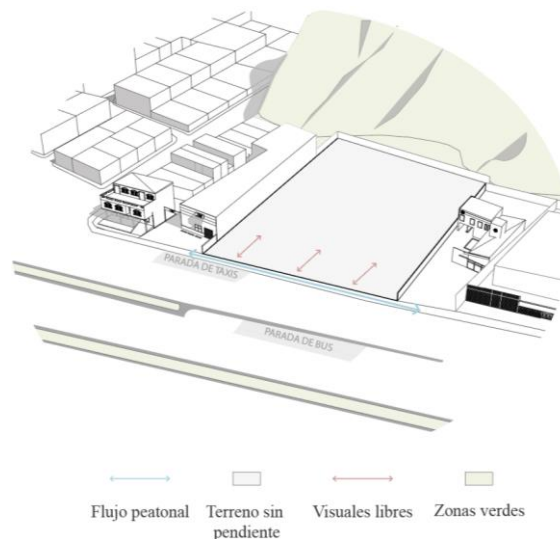 PARADA DE TAXIS
PARADA DE BUS
Flujo peatonal
Terreno sin
pendiente
Visuales libres
Zonas verdes